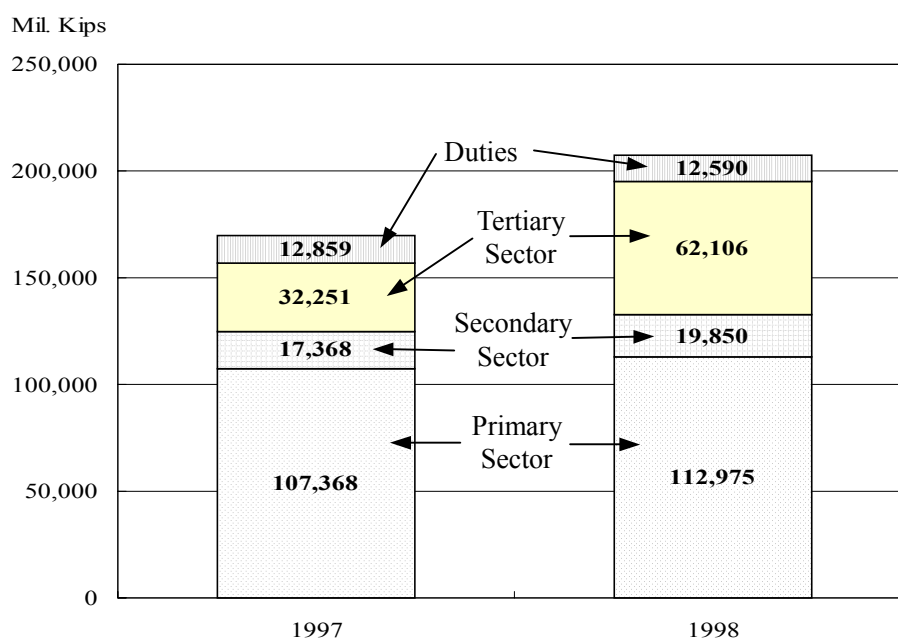 Mil. Kips
250,000
200,000
150,000
100,000
50,000
0
Duties
Tertiary
Sector
Secondary
Sector
Primary
Sector
12,859
32,251
17,368
107,368
12,590
62,106
19,850
112,975
1997
1998